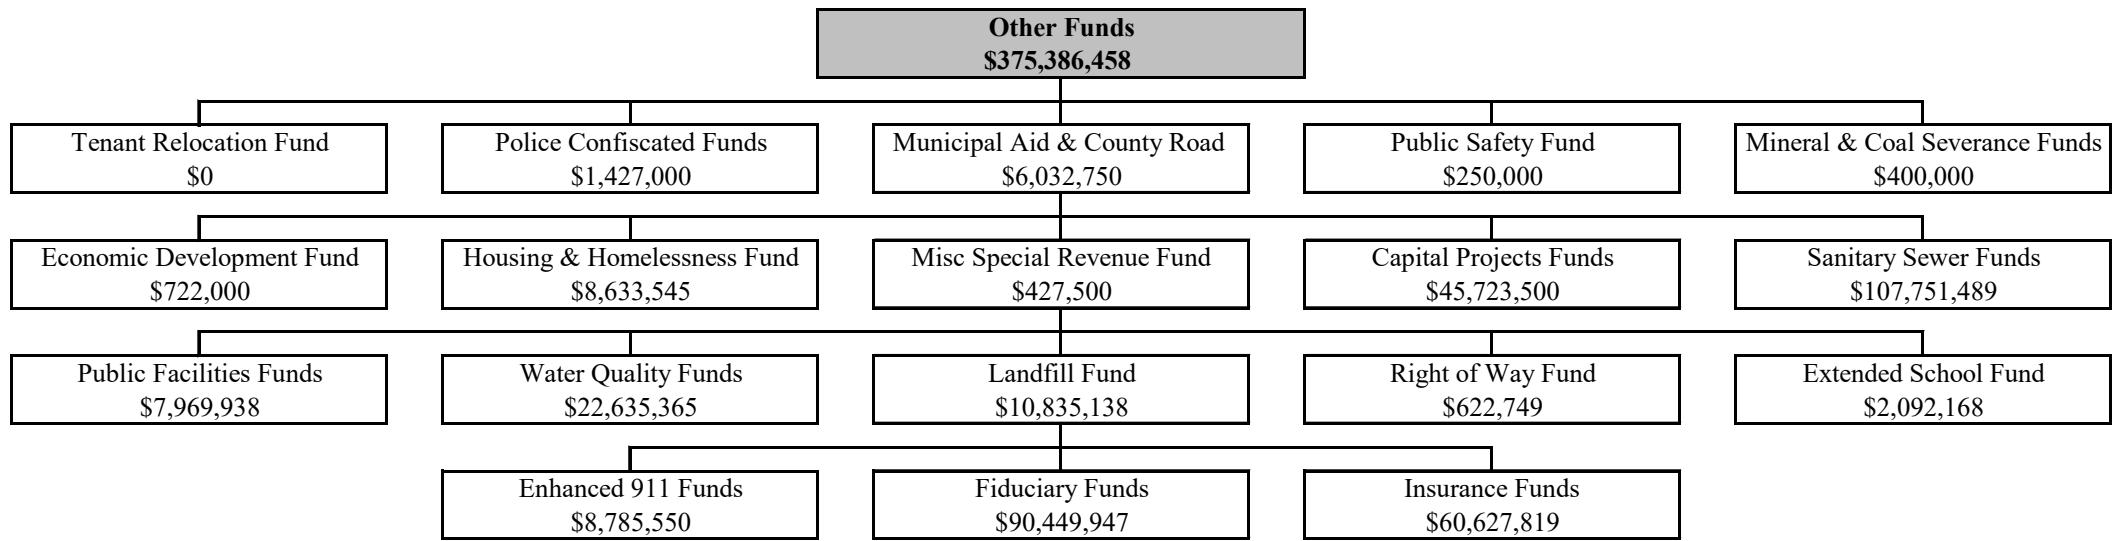 Other Funds
$375,386,458
Tenant Relocation Fund
$0
Police Confiscated Funds
$1,427,000
Municipal Aid & County Road
$6,032,750
Public Safety Fund
$250,000
Mineral & Coal Severance Funds
$400,000
Economic Development Fund
$722,000
Housing & Homelessness Fund
$8,633,545
Misc Special Revenue Fund
$427,500
Capital Projects Funds
$45,723,500
Sanitary Sewer Funds
$107,751,489
Public Facilities Funds
$7,969,938
Water Quality Funds
$22,635,365
Landfill Fund
$10,835,138
Right of Way Fund
$622,749
Extended School Fund
$2,092,168
Enhanced 911 Funds
$8,785,550
Fiduciary Funds
$90,449,947
Insurance Funds
$60,627,819